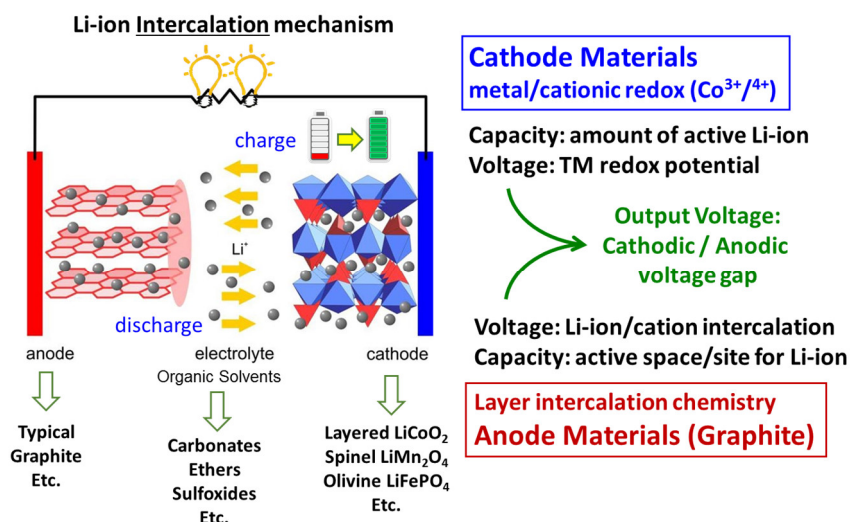 Li-ion Intercalation mechanism
charge
Li⁺
discharge
anode
electrolyte
Organic Solvents
cathode
Typical
Graphite
Etc.
Carbonates
Ethers
Sulfoxides
Etc.
Layered LiCoO₂
Spinel LiMn₂O₄
Olivine LiFePO₄
Etc.
Cathode Materials
metal/cationic redox (Co³⁺/⁴⁺)
Capacity: amount of active Li-ion
Voltage: TM redox potential
Output Voltage:
Cathodic / Anodic
voltage gap
Voltage: Li-ion/cation intercalation
Capacity: active space/site for Li-ion
Layer intercalation chemistry
Anode Materials (Graphite)